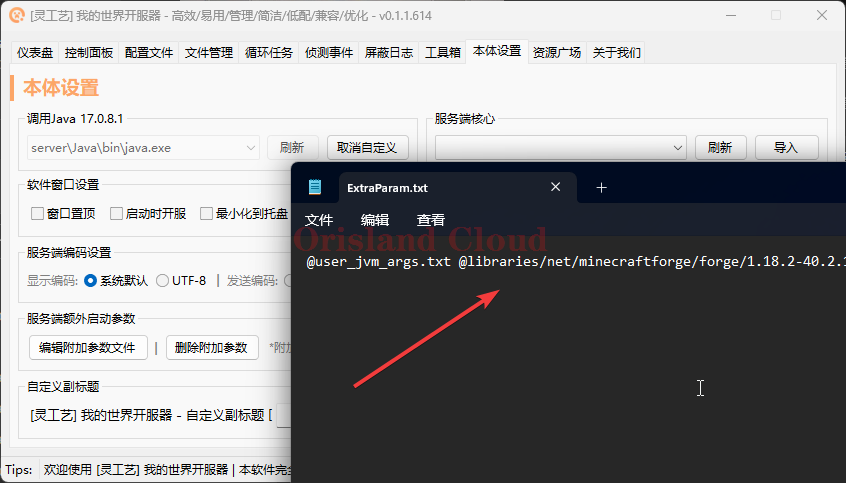 [灵工艺] 我的世界开服器 - 高效/易用/管理/简洁/低配/兼容/优化 - v0.1.1.614
仪表盘 控制面板 配置文件 文件管理 循环任务 侦测事件 屏蔽日志 工具箱 本体设置 资源广场 关于我们
本体设置
调用Java 17.0.8.1
server\Java\bin\java.exe 刷新 取消自定义
服务端核心
刷新 导入
软件窗口设置
窗口置顶 启动时开服 最小化到托盘
服务端编码设置
显示编码: 系统默认 UTF-8 | 发送编码:
服务端额外启动参数
编辑附加参数文件 | 删除附加参数 *附加
自定义副标题
[灵工艺] 我的世界开服器 - 自定义副标题 [
Tips: 欢迎使用 [灵工艺] 我的世界开服器 | 本软件完全
ExtraParam.txt
文件 编辑 查看
Orisland Cloud
@user_jvm_args.txt @libraries/net/minecraftforge/forge/1.18.2-40.2.1